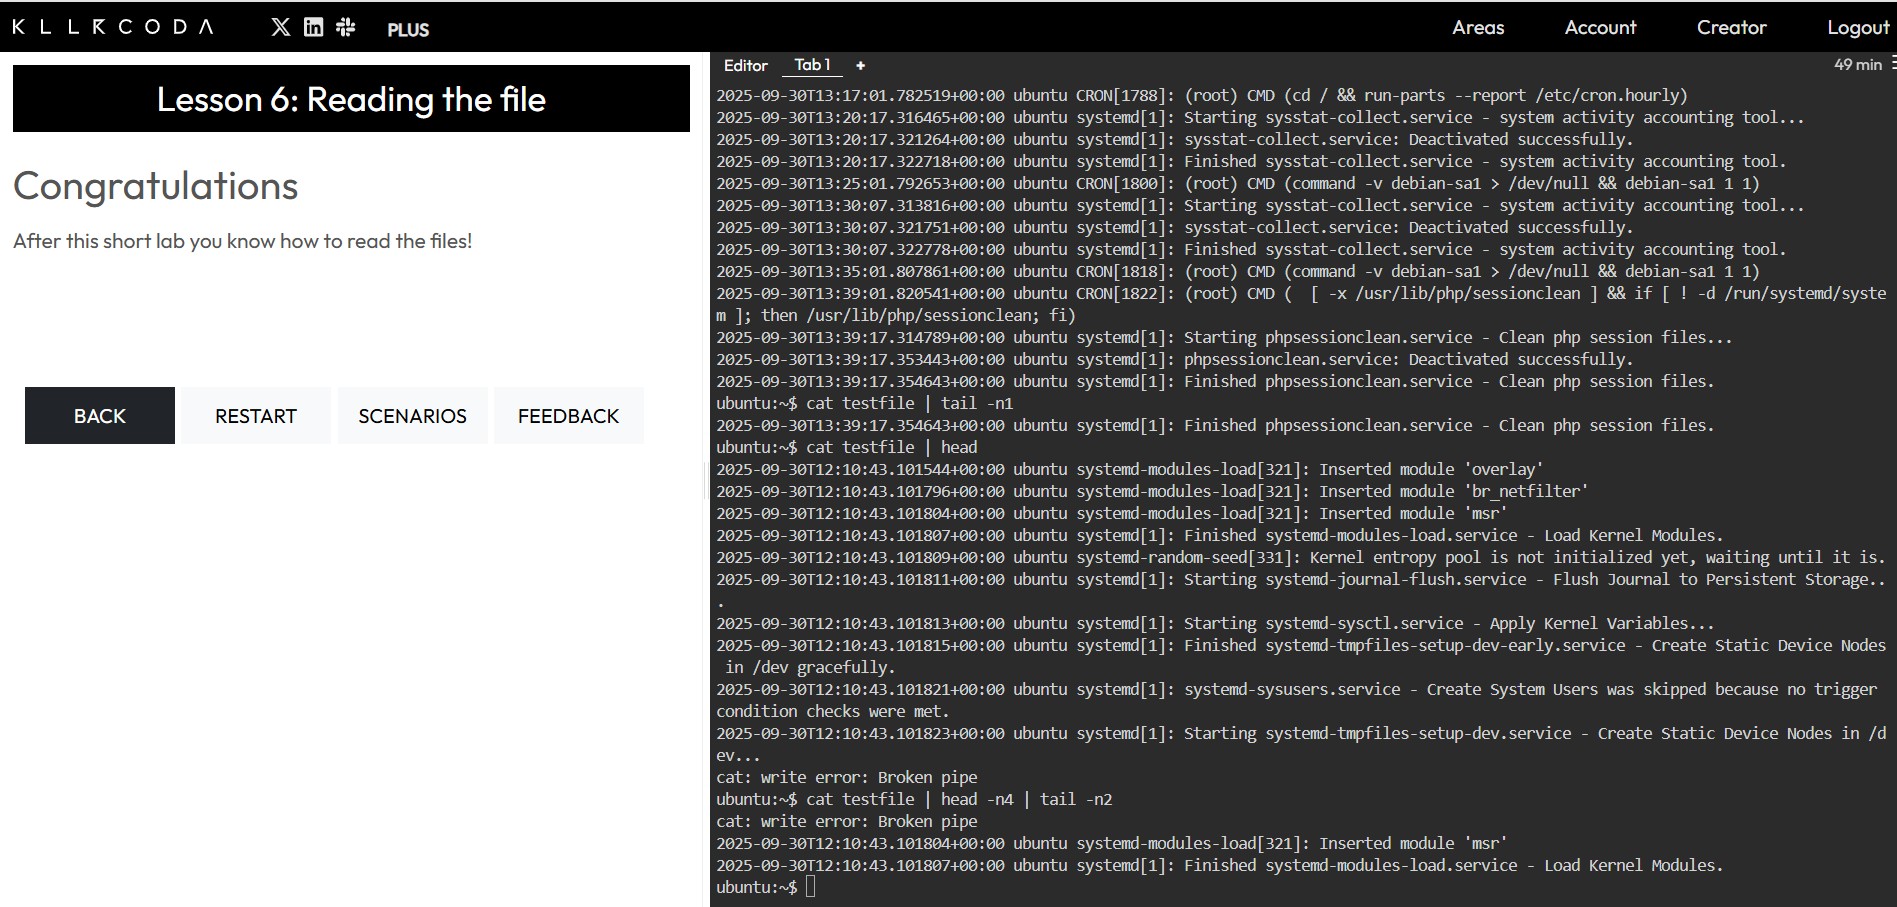 KLLRCODA PLUS Areas Account Creator Logout
Lesson 6: Reading the file
Congratulations
After this short lab you know how to read the files!
BACK RESTART SCENARIOS FEEDBACK
Editor Tab 1 + 49 min
2025-09-30T13:17:01.782519+00:00 ubuntu CRON[1788]: (root) CMD (cd / && run-parts --report /etc/cron.hourly)
2025-09-30T13:20:17.316465+00:00 ubuntu systemd[1]: Starting sysstat-collect.service - system activity accounting tool...
2025-09-30T13:20:17.321264+00:00 ubuntu systemd[1]: sysstat-collect.service: Deactivated successfully.
2025-09-30T13:20:17.322718+00:00 ubuntu systemd[1]: Finished sysstat-collect.service - system activity accounting tool.
2025-09-30T13:25:01.792653+00:00 ubuntu CRON[1800]: (root) CMD (command -v debian-sa1 > /dev/null && debian-sa1 1 1)
2025-09-30T13:30:07.313816+00:00 ubuntu systemd[1]: Starting sysstat-collect.service - system activity accounting tool...
2025-09-30T13:30:07.321751+00:00 ubuntu systemd[1]: sysstat-collect.service: Deactivated successfully.
2025-09-30T13:30:07.322778+00:00 ubuntu systemd[1]: Finished sysstat-collect.service - system activity accounting tool.
2025-09-30T13:35:01.807861+00:00 ubuntu CRON[1818]: (root) CMD (command -v debian-sa1 > /dev/null && debian-sa1 1 1)
2025-09-30T13:39:01.820541+00:00 ubuntu CRON[1822]: (root) CMD (  [ -x /usr/lib/php/sessionclean ] && if [ ! -d /run/systemd/syste
m ]; then /usr/lib/php/sessionclean; fi)
2025-09-30T13:39:17.314789+00:00 ubuntu systemd[1]: Starting phpsessionclean.service - Clean php session files...
2025-09-30T13:39:17.353443+00:00 ubuntu systemd[1]: phpsessionclean.service: Deactivated successfully.
2025-09-30T13:39:17.354643+00:00 ubuntu systemd[1]: Finished phpsessionclean.service - Clean php session files.
ubuntu:~$ cat testfile | tail -n1
2025-09-30T13:39:17.354643+00:00 ubuntu systemd[1]: Finished phpsessionclean.service - Clean php session files.
ubuntu:~$ cat testfile | head
2025-09-30T12:10:43.101544+00:00 ubuntu systemd-modules-load[321]: Inserted module 'overlay'
2025-09-30T12:10:43.101796+00:00 ubuntu systemd-modules-load[321]: Inserted module 'br_netfilter'
2025-09-30T12:10:43.101804+00:00 ubuntu systemd-modules-load[321]: Inserted module 'msr'
2025-09-30T12:10:43.101807+00:00 ubuntu systemd[1]: Finished systemd-modules-load.service - Load Kernel Modules.
2025-09-30T12:10:43.101809+00:00 ubuntu systemd-random-seed[331]: Kernel entropy pool is not initialized yet, waiting until it is.
2025-09-30T12:10:43.101811+00:00 ubuntu systemd[1]: Starting systemd-journal-flush.service - Flush Journal to Persistent Storage..
.
2025-09-30T12:10:43.101813+00:00 ubuntu systemd[1]: Starting systemd-sysctl.service - Apply Kernel Variables...
2025-09-30T12:10:43.101815+00:00 ubuntu systemd[1]: Finished systemd-tmpfiles-setup-dev-early.service - Create Static Device Nodes
 in /dev gracefully.
2025-09-30T12:10:43.101821+00:00 ubuntu systemd[1]: systemd-sysusers.service - Create System Users was skipped because no trigger
condition checks were met.
2025-09-30T12:10:43.101823+00:00 ubuntu systemd[1]: Starting systemd-tmpfiles-setup-dev.service - Create Static Device Nodes in /d
ev...
cat: write error: Broken pipe
ubuntu:~$ cat testfile | head -n4 | tail -n2
cat: write error: Broken pipe
2025-09-30T12:10:43.101804+00:00 ubuntu systemd-modules-load[321]: Inserted module 'msr'
2025-09-30T12:10:43.101807+00:00 ubuntu systemd[1]: Finished systemd-modules-load.service - Load Kernel Modules.
ubuntu:~$